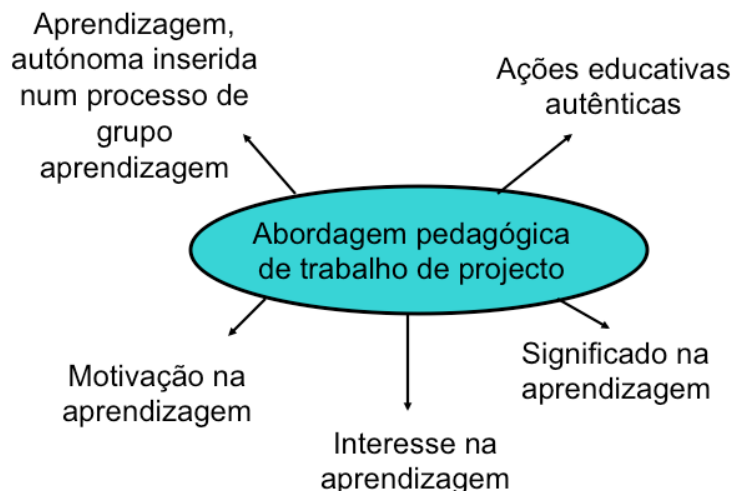 Aprendizagem,
autónoma inserida
num processo de
grupo
aprendizagem
Ações educativas
autênticas
Abordagem pedagógica
de trabalho de projecto
Motivação na
aprendizagem
Significado na
aprendizagem
Interesse na
aprendizagem